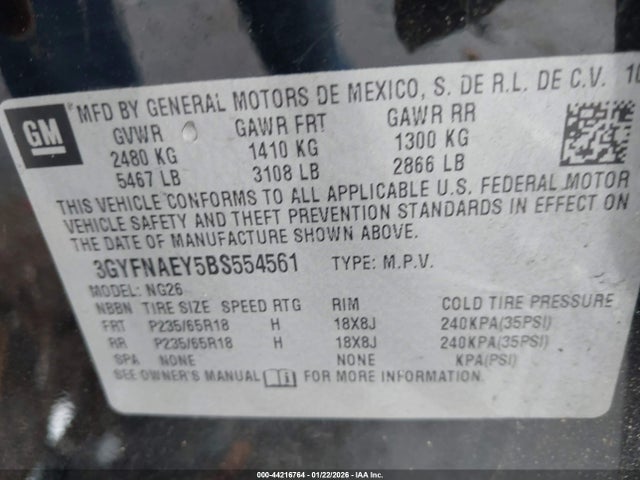 GM
MFD BY GENERAL MOTORS DE MEXICO, S. DE R.L. DE C.V. 10
GVWR GAWR FRT GAWR RR
2480 KG 1410 KG 1300 KG
5467 LB 3108 LB 2866 LB
THIS VEHICLE CONFORMS TO ALL APPLICABLE U.S. FEDERAL MOTOR
VEHICLE SAFETY AND THEFT PREVENTION STANDARDS IN EFFECT ON
THE DATE OF MANUFACTURE SHOWN ABOVE.
3GYFNAEY5BS554561 TYPE: M.P.V.
MODEL: NG26
NBBN TIRE SIZE SPEED RTG RIM COLD TIRE PRESSURE
FRT P235/65R18 H 18X8J 240KPA(35PSI)
RR P235/65R18 H 18X8J 240KPA(35PSI)
SPA NONE NONE KPA(PSI)
SEE OWNER'S MANUAL FOR MORE INFORMATION.
000-44216764 - 01/22/2026 - IAAI, Inc.